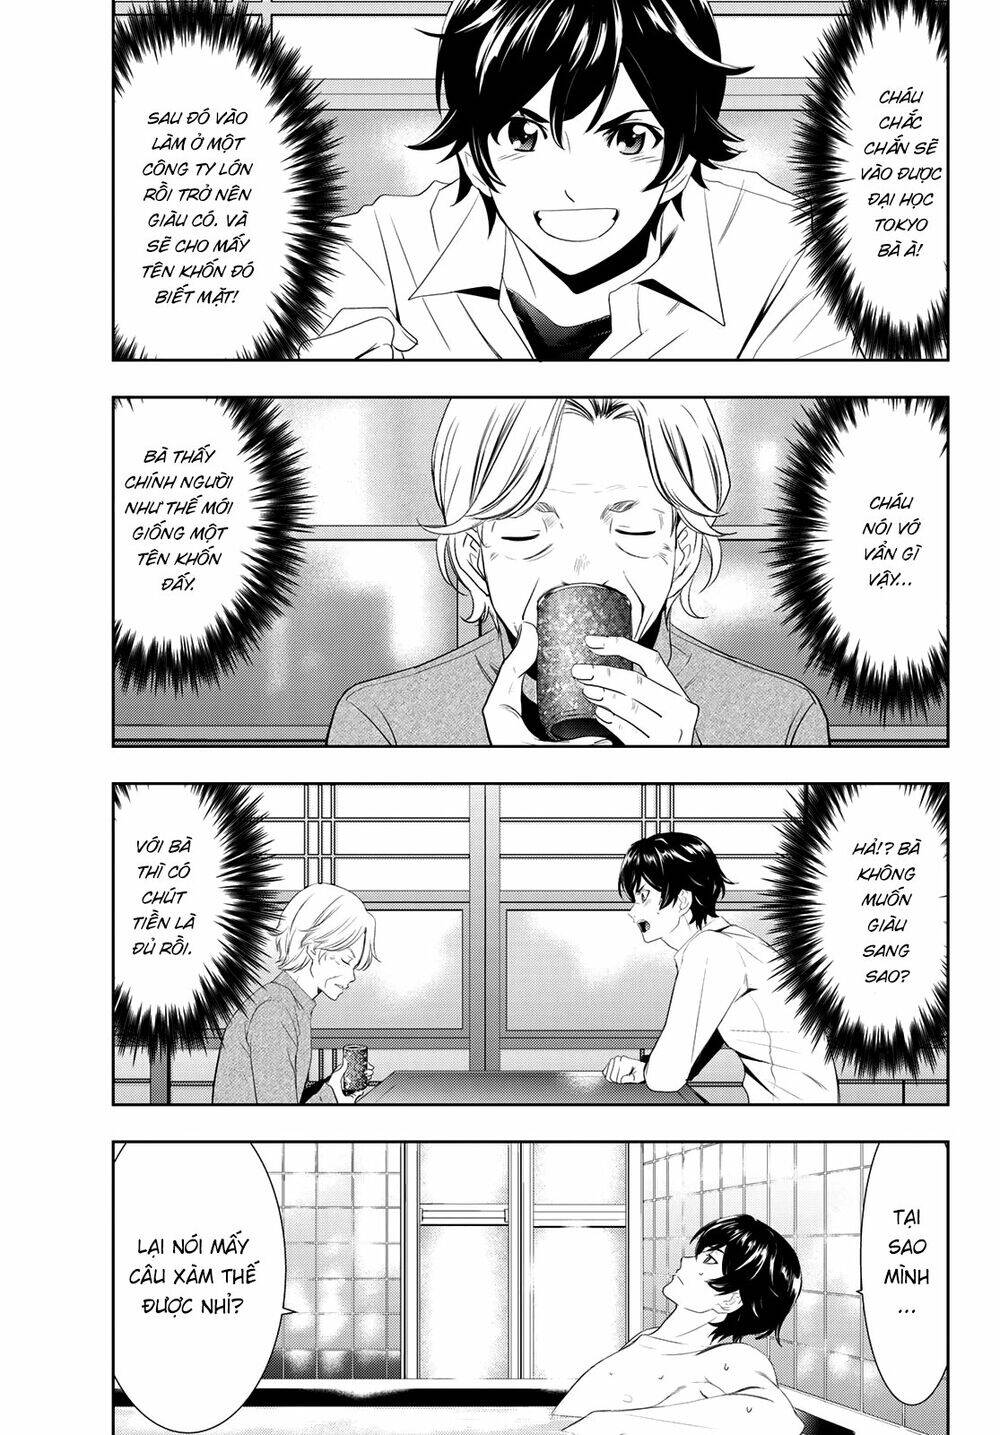 CHÁU
CHẮC
CHẮN SẼ
VÀO ĐƯỢC
ĐẠI HỌC
TOKYO
BÀ À!
SAU ĐÓ VÀO
LÀM Ở MỘT
CÔNG TY LỚN
RỒI TRỞ NÊN
GIÀU CÓ. VÀ
SẼ CHO MẤY
TÊN KHỐN ĐÓ
BIẾT MẶT!
CHÁU
NÓI VỚ
VẨN GÌ
VẬY...
BÀ THẤY
CHÍNH NGƯỜI
NHƯ THẾ MỚI
GIỐNG MỘT
TÊN KHỐN
ĐẤY.
HẢ!? BÀ
KHÔNG
MUỐN
GIÀU
SANG
SAO?
VỚI BÀ
THÌ CÓ
CHÚT
TIỀN LÀ
ĐỦ RỒI.
TẠI
SAO
MÌNH
...
LẠI NÓI MẤY
CÂU XÀM THẾ
ĐƯỢC NHỈ?